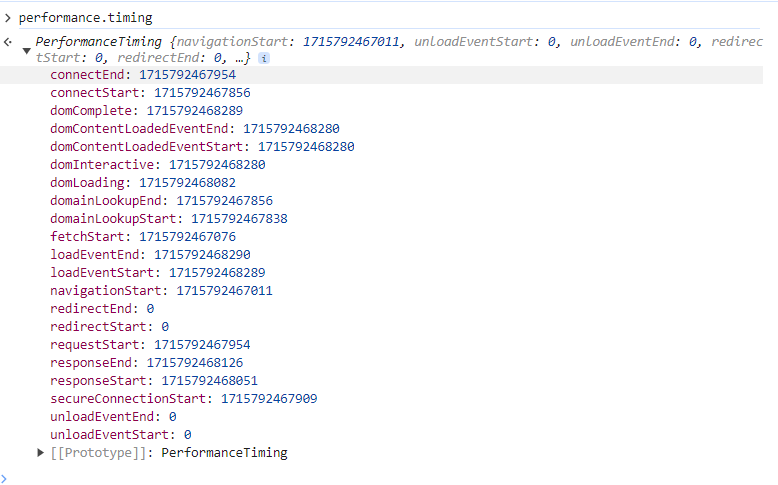 performance.timing
PerformanceTiming {navigationStart: 1715792467011, unloadEventStart: 0, unloadEventEnd: 0, redirec
tStart: 0, redirectEnd: 0, …} i
connectEnd: 1715792467954
connectStart: 1715792467856
domComplete: 1715792468289
domContentLoadedEventEnd: 1715792468280
domContentLoadedEventStart: 1715792468280
domInteractive: 1715792468280
domLoading: 1715792468082
domainLookupEnd: 1715792467856
domainLookupStart: 1715792467838
fetchStart: 1715792467076
loadEventEnd: 1715792468290
loadEventStart: 1715792468289
navigationStart: 1715792467011
redirectEnd: 0
redirectStart: 0
requestStart: 1715792467954
responseEnd: 1715792468126
responseStart: 1715792468051
secureConnectionStart: 1715792467909
unloadEventEnd: 0
unloadEventStart: 0
[[Prototype]]: PerformanceTiming